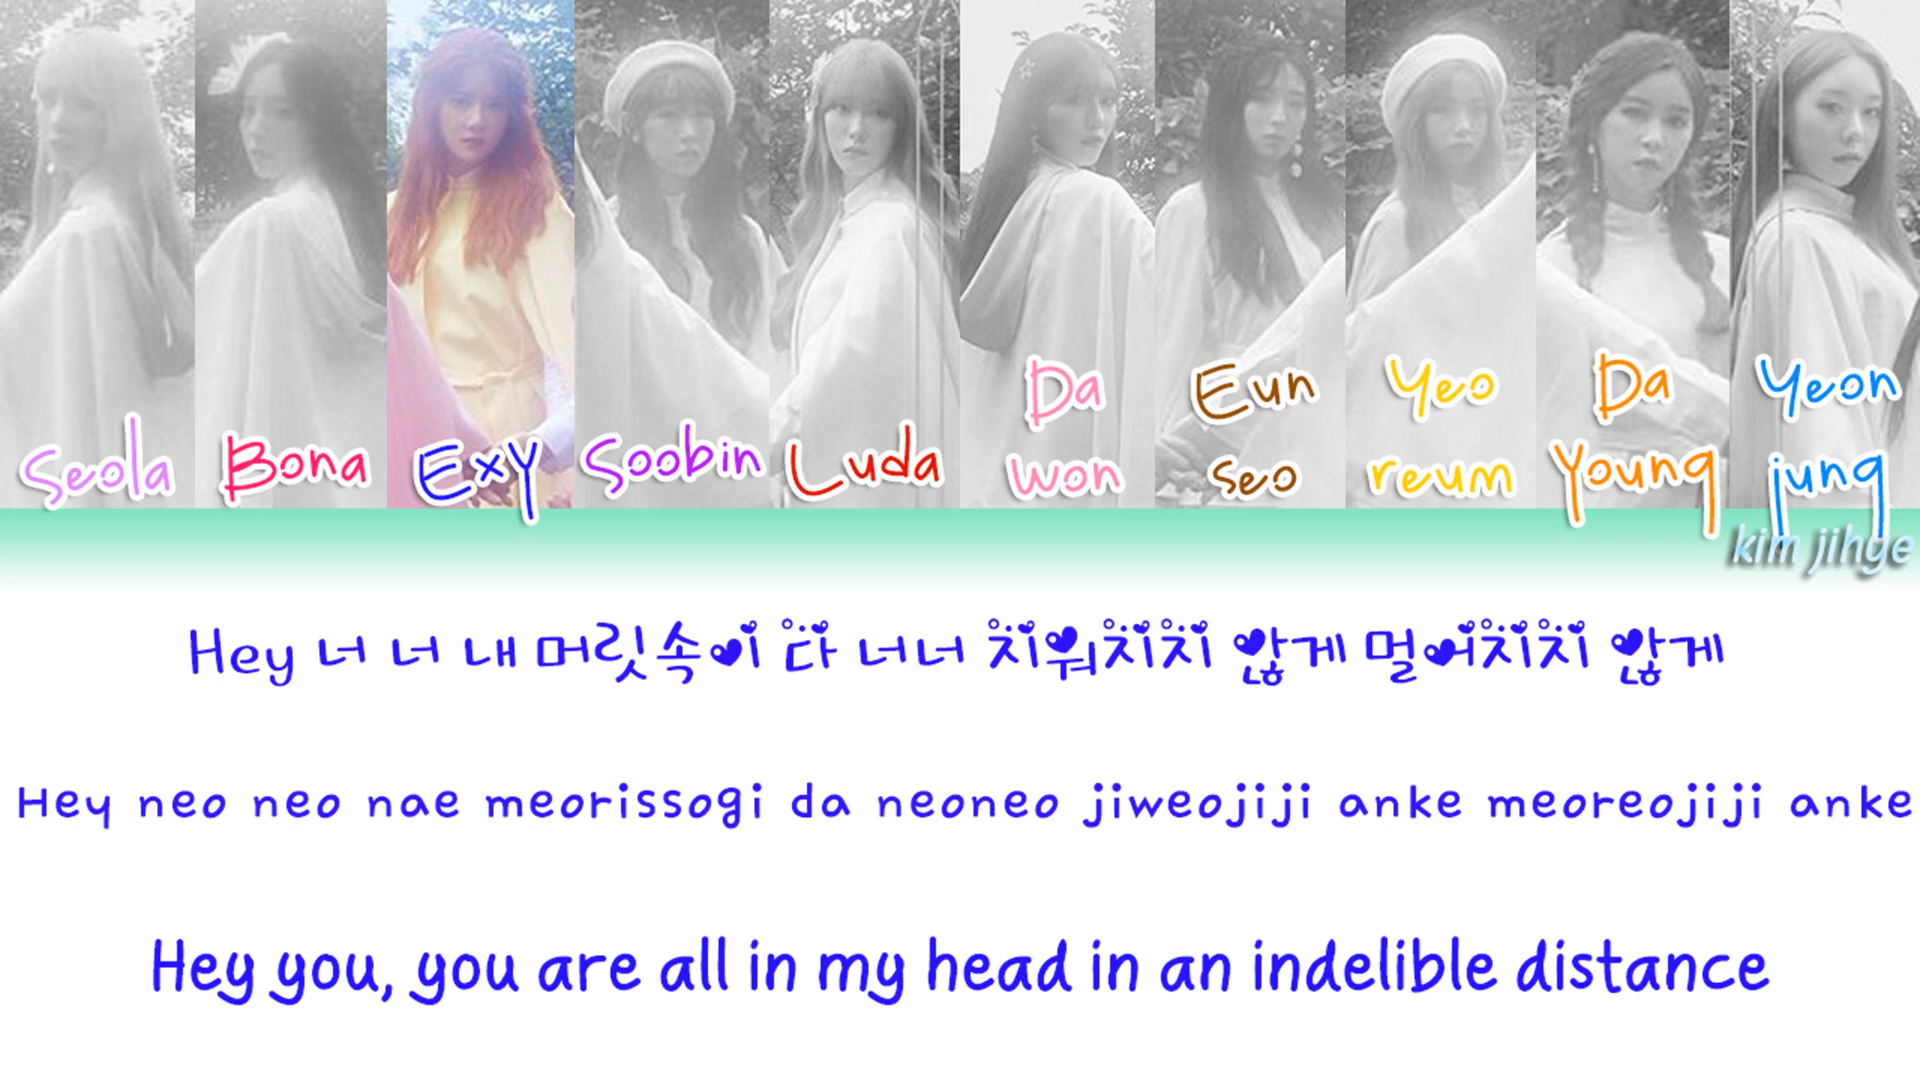 Seola Bona Exy Soobin Luda Da won Eun seo Yeo reum Da Young Yeon jung
kim jihye
Hey 너 너 내 머릿속이 다 너너 지워지지 않게 멀어지지 않게
Hey neo neo nae meorissogi da neoneo jiweojiji anke meoreojiji anke
Hey you, you are all in my head in an indelible distance